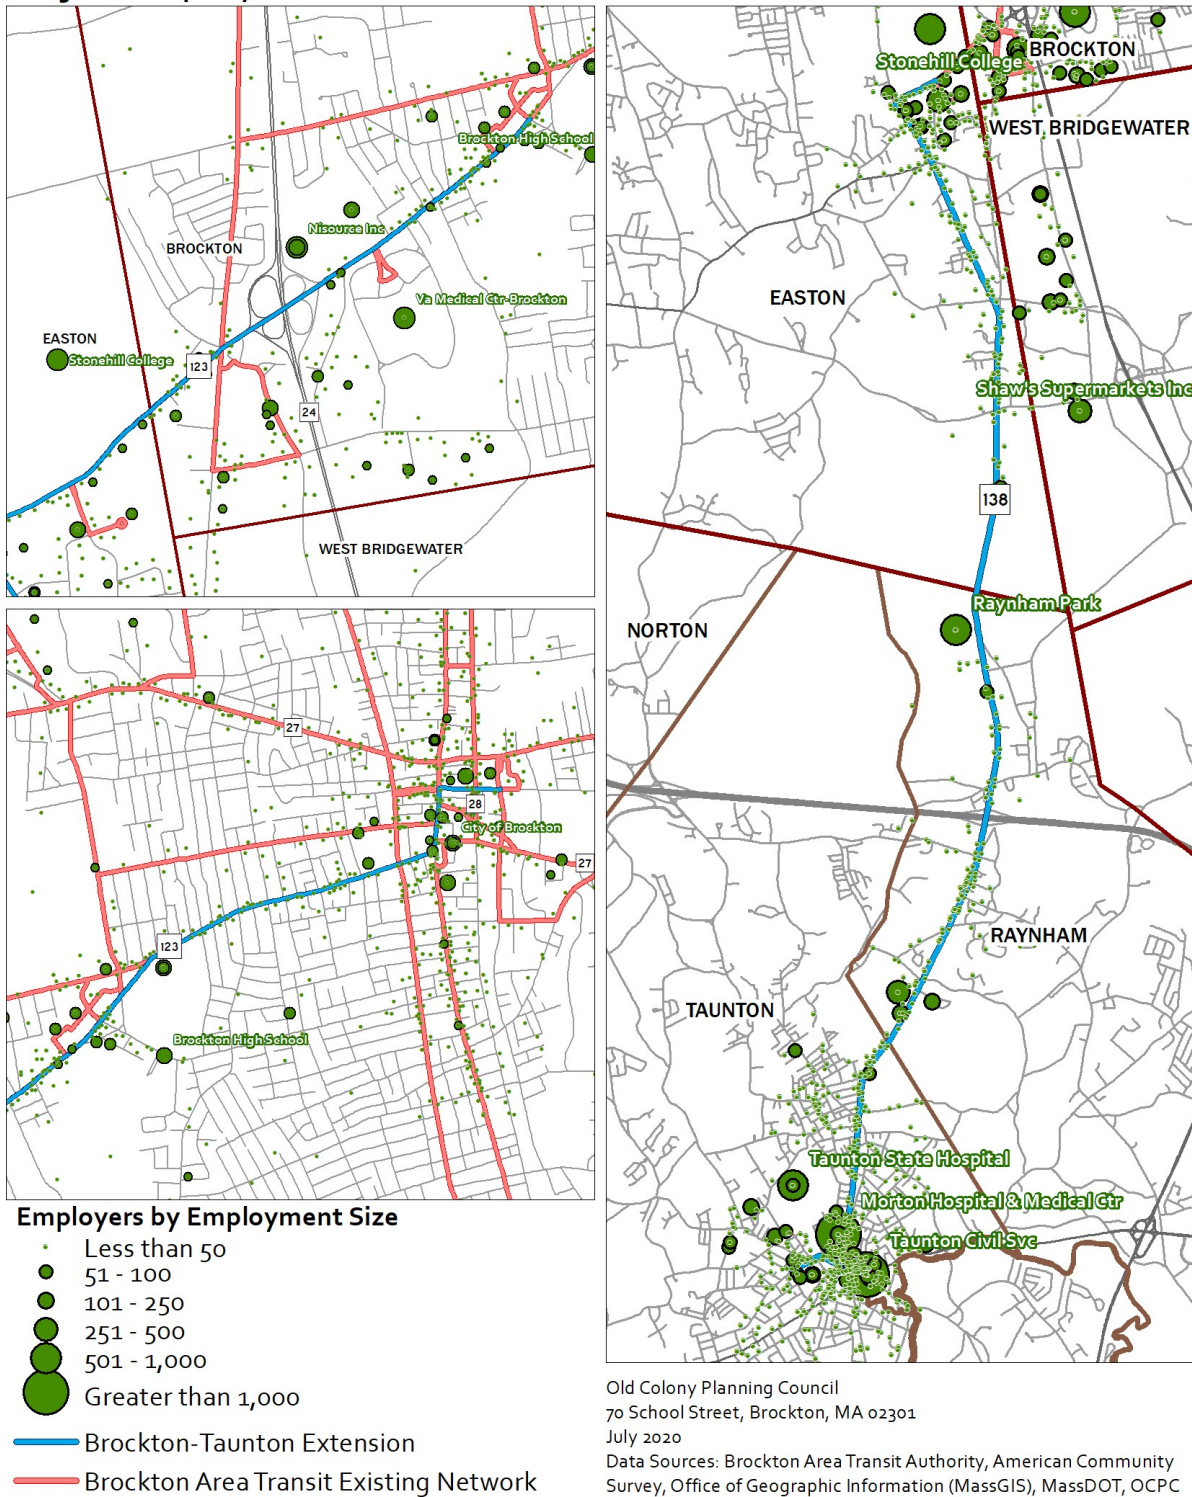 Brockton High School
Nisource Inc
BROCKTON
Va Medical Ctr-Brockton
EASTON
Stonehill College
123
24
WEST BRIDGEWATER
27
28
City of Brockton
27
123
Brockton High School
BROCKTON
Stonehill College
WEST BRIDGEWATER
EASTON
Shaw's Supermarkets Inc
138
Raynham Park
NORTON
RAYNHAM
TAUNTON
Taunton State Hospital
Morton Hospital & Medical Ctr
Taunton Civil Svc
Employers by Employment Size
Less than 50
51 - 100
101 - 250
251 - 500
501 - 1,000
Greater than 1,000
Brockton-Taunton Extension
Brockton Area Transit Existing Network
Old Colony Planning Council
70 School Street, Brockton, MA 02301
July 2020
Data Sources: Brockton Area Transit Authority, American Community
Survey, Office of Geographic Information (MassGIS), MassDOT, OCPC